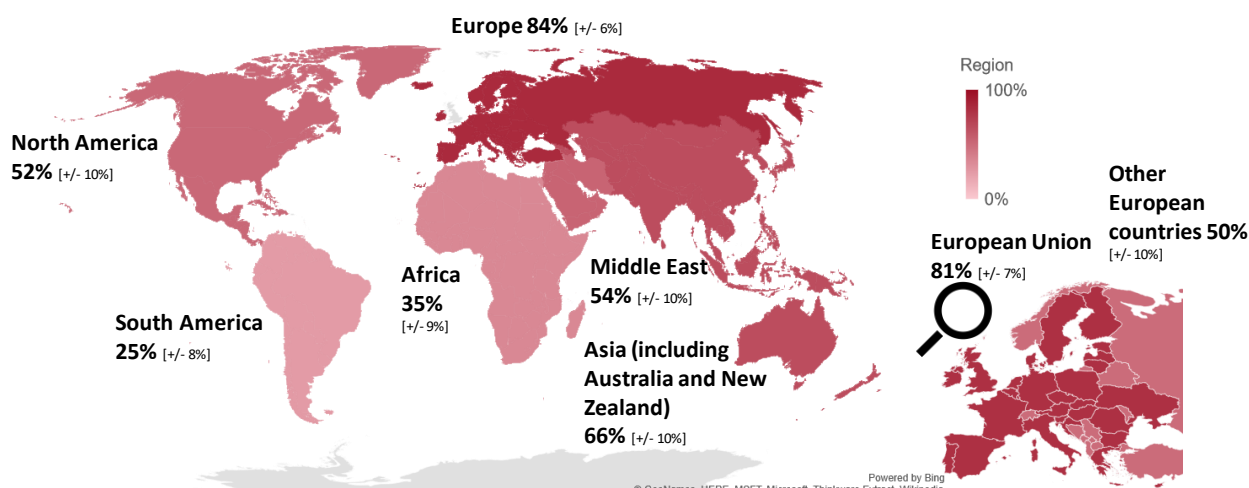 Europe 84% [+/- 6%]
North America
52% [+/- 10%]
South America
25% [+/- 8%]
Africa
35%
[+/- 9%]
Middle East
54% [+/- 10%]
Asia (including
Australia and New
Zealand)
66% [+/- 10%]
Region
100%
0%
Other
European
countries 50%
[+/- 10%]
European Union
81% [+/- 7%]
Powered by Bing